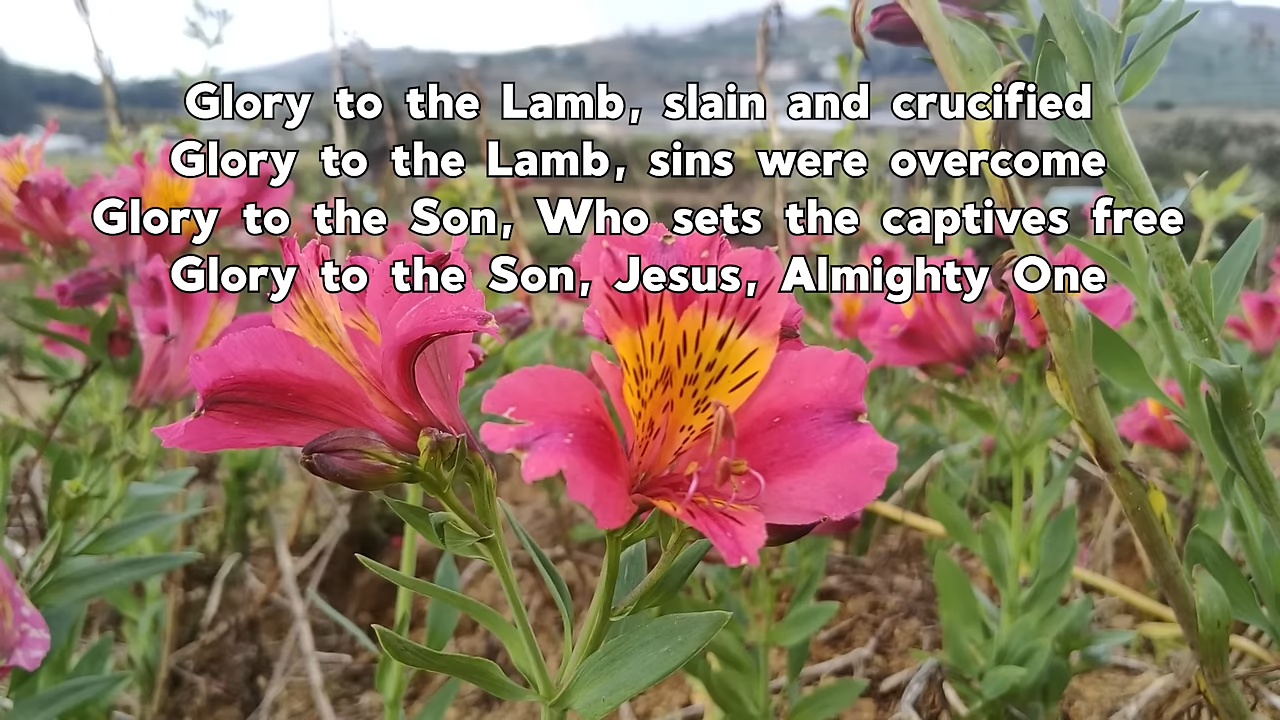 Glory to the Lamb, slain and crucified
Glory to the Lamb, sins were overcome
Glory to the Son, Who sets the captives free
Glory to the Son, Jesus, Almighty One